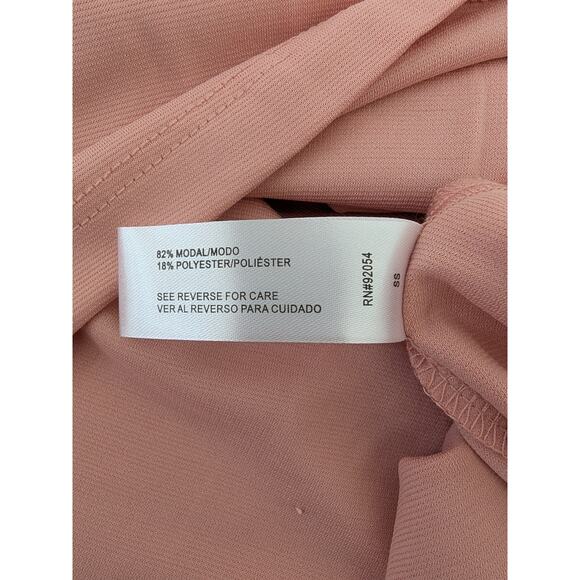 82% MODAL/MODO
18% POLYESTER/POLIÉSTER
SEE REVERSE FOR CARE
VER AL REVERSO PARA CUIDADO
RN#92054
SS